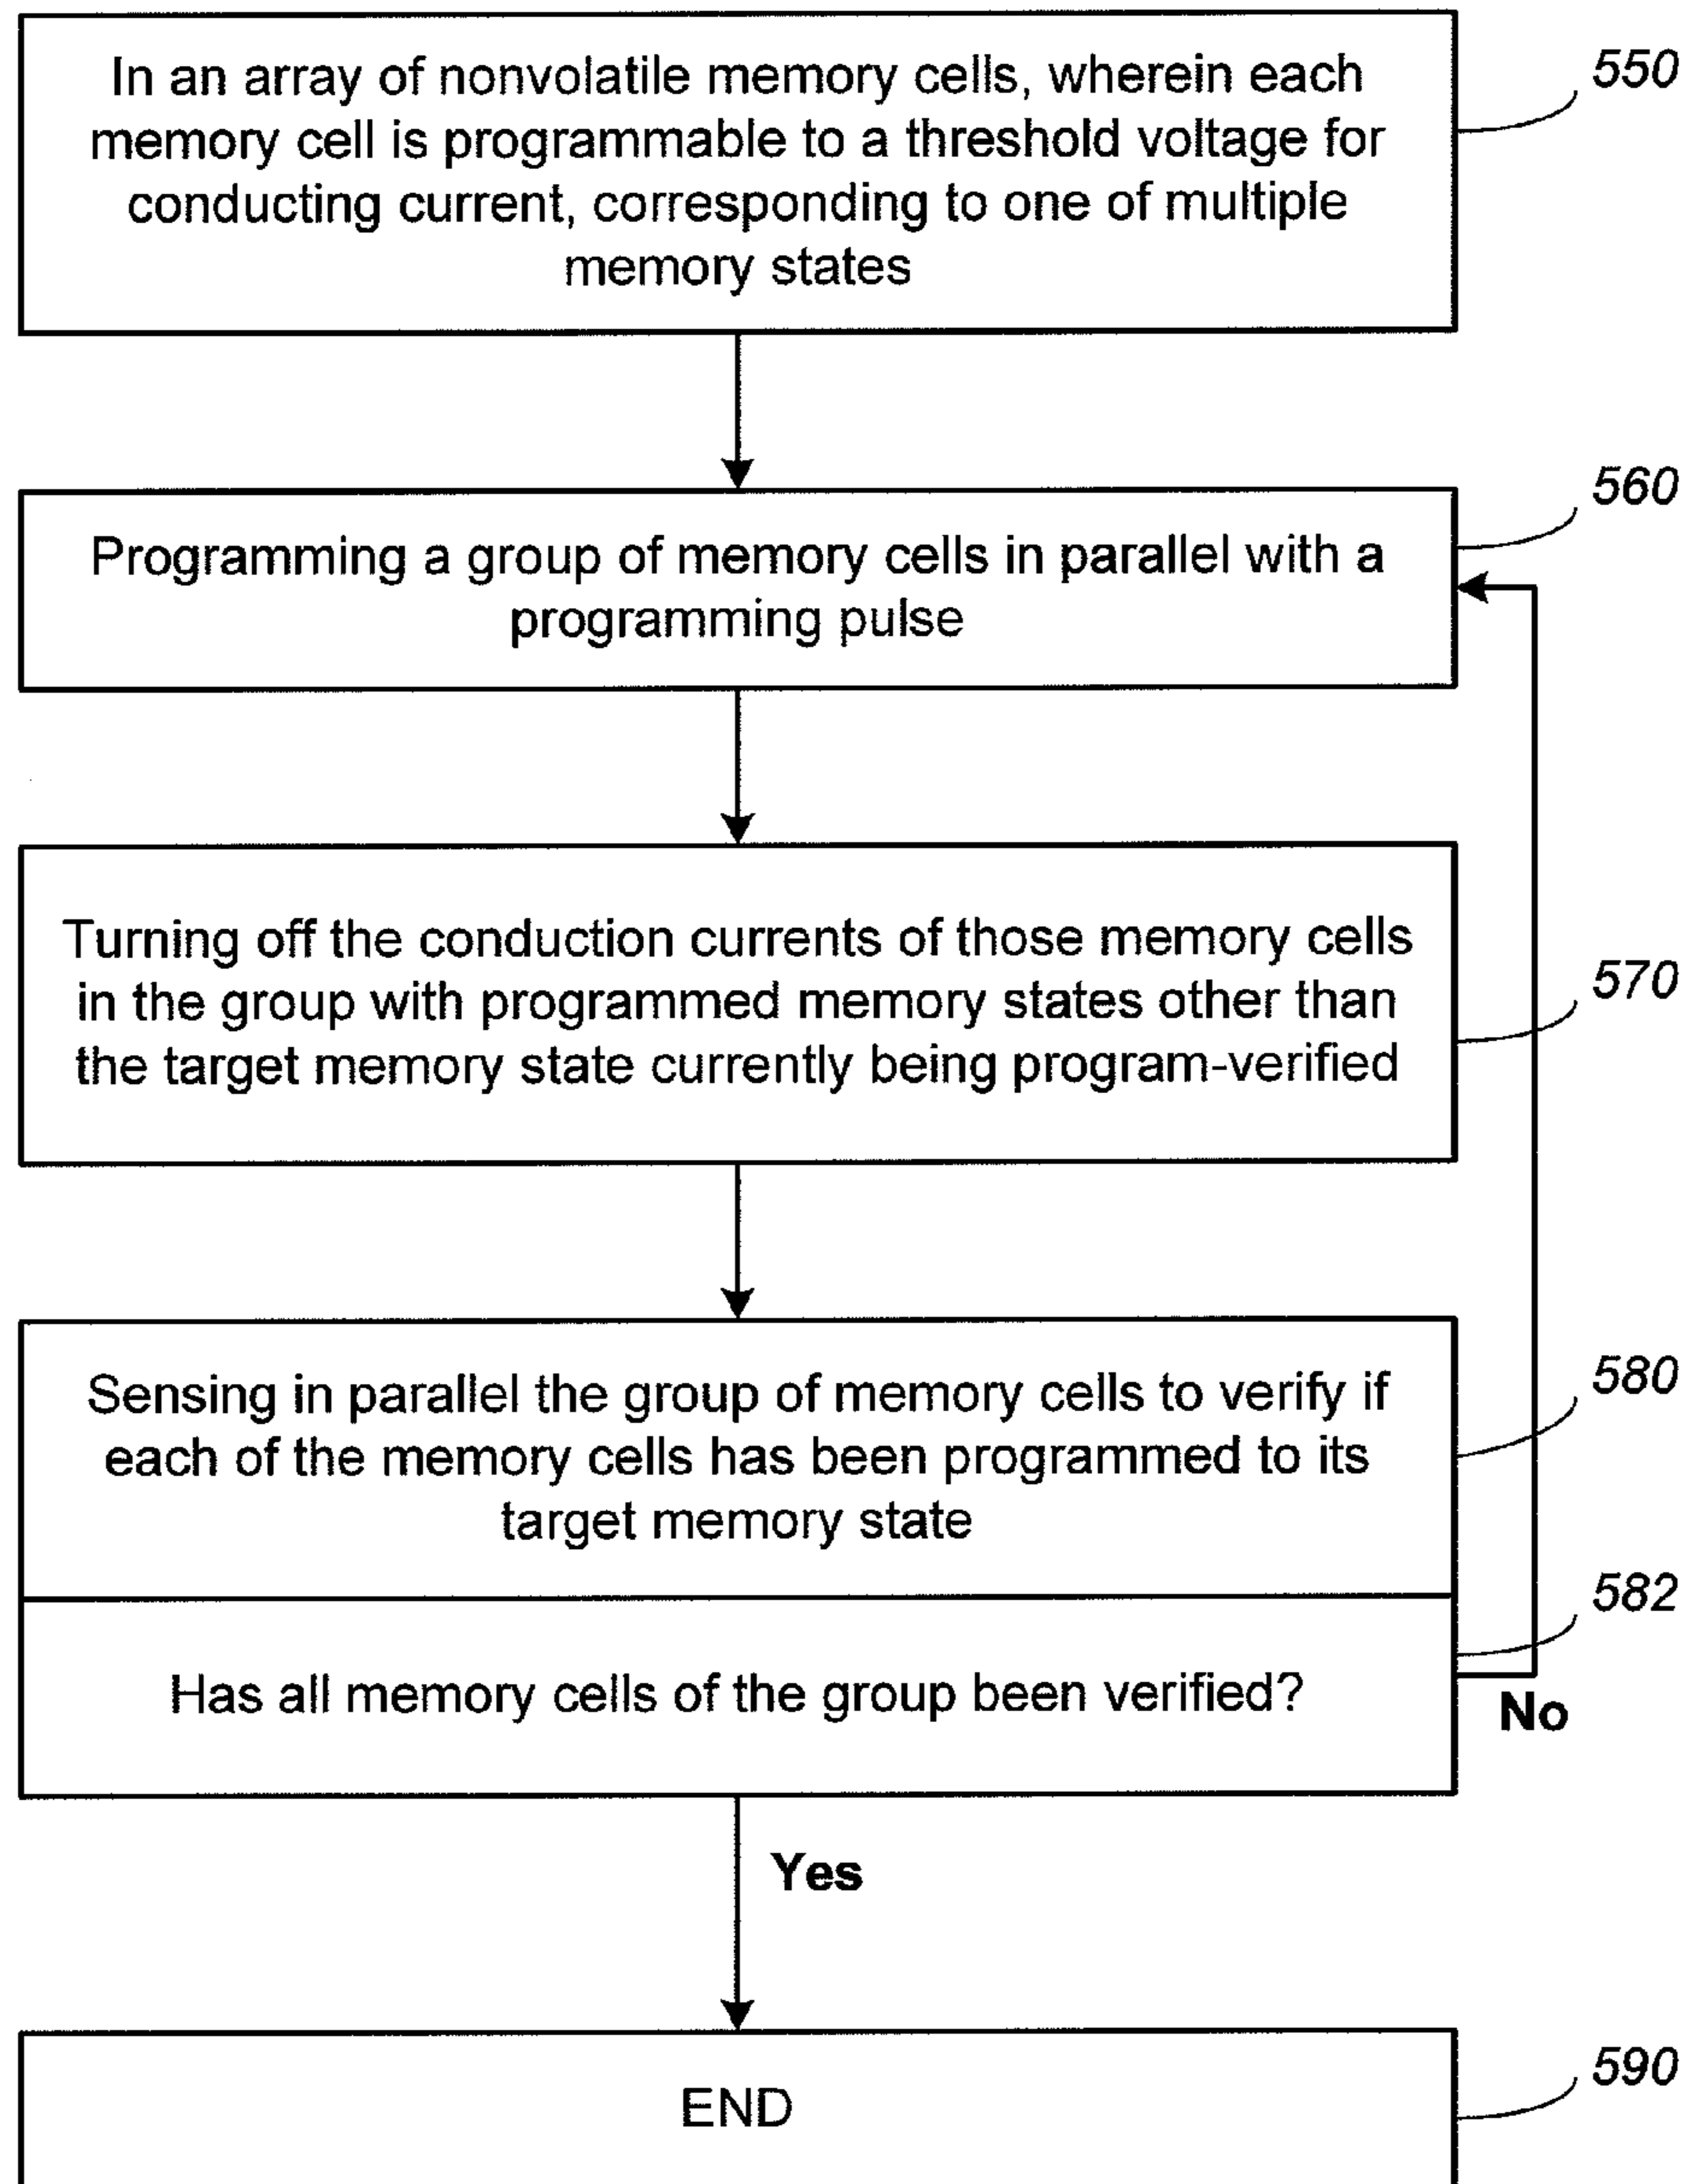 In an array of nonvolatile memory cells, wherein each
memory cell is programmable to a threshold voltage for
conducting current, corresponding to one of multiple
memory states
550
Programming a group of memory cells in parallel with a
programming pulse
560
Turning off the conduction currents of those memory cells
in the group with programmed memory states other than
the target memory state currently being program-verified
570
Sensing in parallel the group of memory cells to verify if
each of the memory cells has been programmed to its
target memory state
580
Has all memory cells of the group been verified?
582
No
Yes
END
590